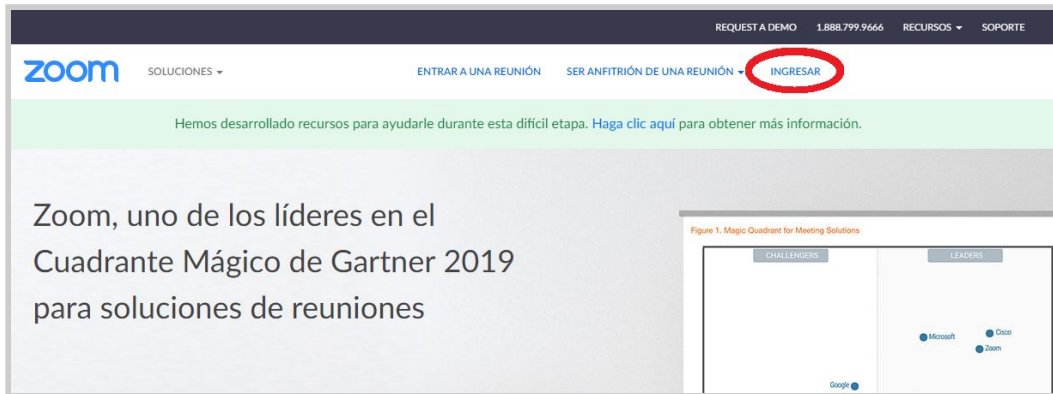 REQUEST A DEMO 1.888.799.9666 RECURSOS SOPORTE
zoom SOLUCIONES ENTRAR A UNA REUNIÓN SER ANFITRIÓN DE UNA REUNIÓN INGRESAR
Hemos desarrollado recursos para ayudarle durante esta difícil etapa. Haga clic aquí para obtener más información.
Zoom, uno de los líderes en el
Cuadrante Mágico de Gartner 2019
para soluciones de reuniones
Figure 1. Magic Quadrant for Meeting Solutions
CHALLENGERS LEADERS
Microsoft Cisco
Zoom
Google